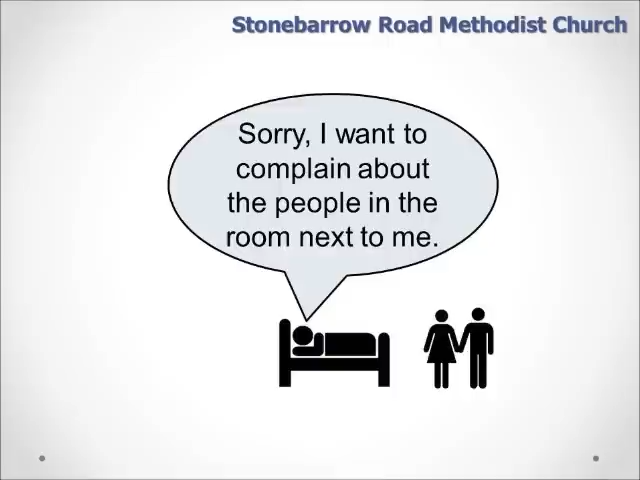 Stonebarrow Road Methodist Church
Sorry, I want to
complain about
the people in the
room next to me.